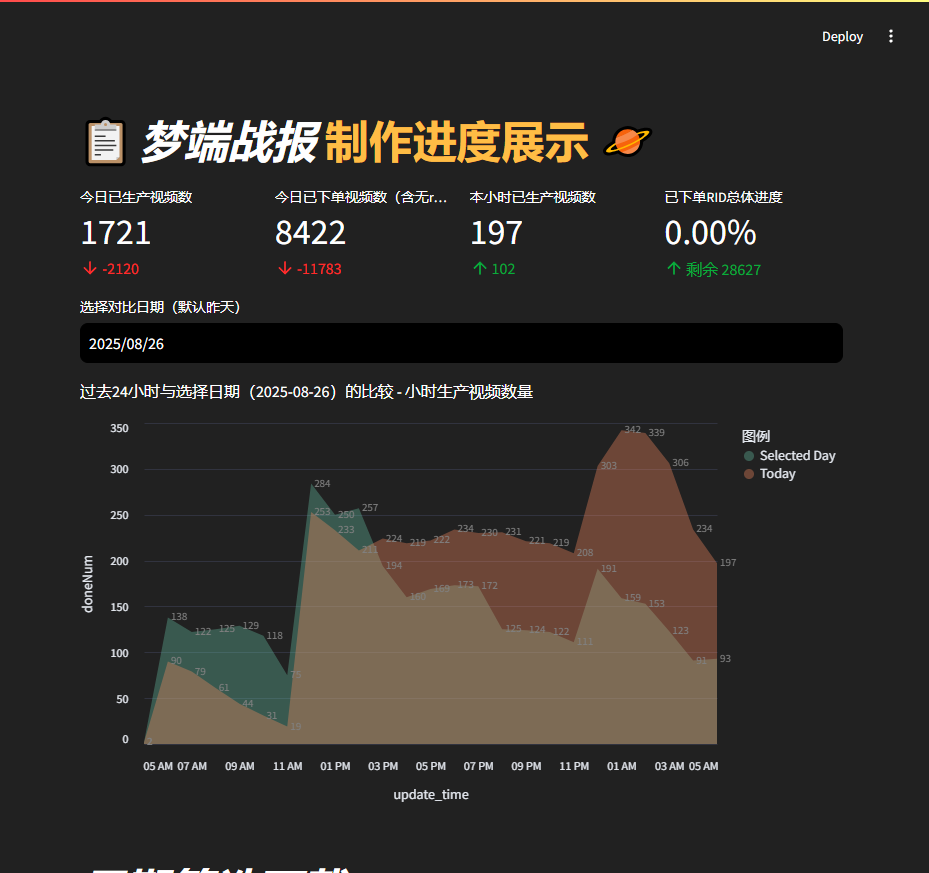 Deploy
梦端战报 制作进度展示
今日已生产视频数
1721
-2120
今日已下单视频数（含无r...
8422
-11783
本小时已生产视频数
197
102
已下单RID总体进度
0.00%
剩余 28627
选择对比日期（默认昨天）
2025/08/26
过去24小时与选择日期（2025-08-26）的比较 - 小时生产视频数量
图例
Selected Day
Today
doneNum
350
300
250
200
150
100
50
0
342 339
303 306
284
253 250 257
233 234
211 224 219 222 234 230 231 221 219 208
194 197
191
160 169 173 172
159 153
138 122 125 129 118
125 124 122 111
123
90 79 75
91 93
61 44 31 19
2
05 AM 07 AM 09 AM 11 AM 01 PM 03 PM 05 PM 07 PM 09 PM 11 PM 01 AM 03 AM 05 AM
update_time